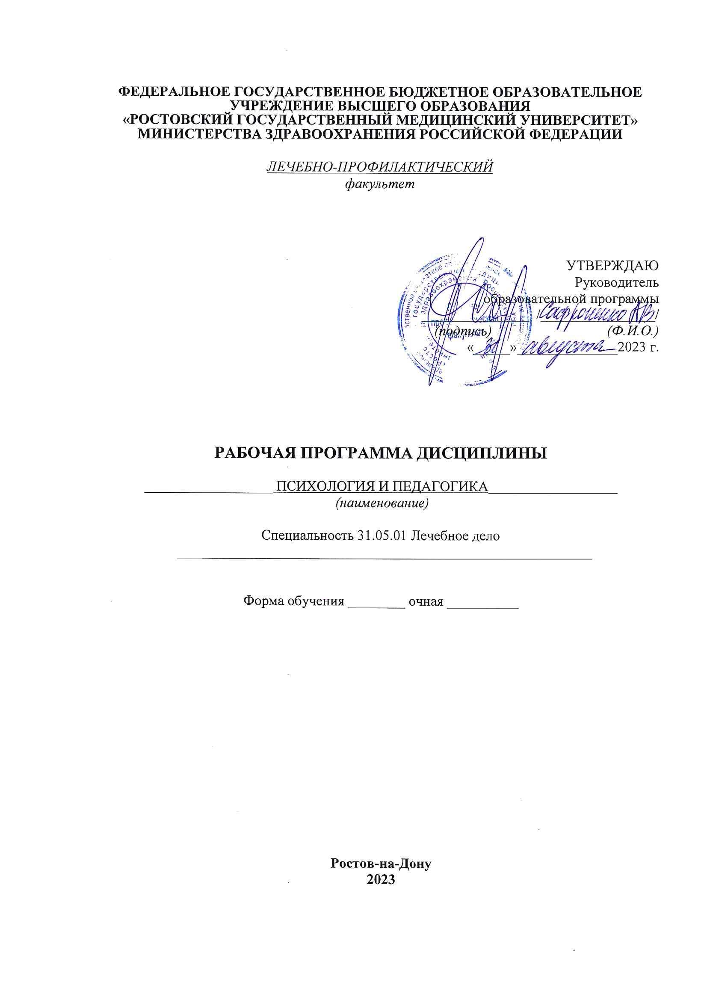 ФЕДЕРАЛЬНОЕ ГОСУДАРСТВЕННОЕ БЮДЖЕТНОЕ ОБРАЗОВАТЕЛЬНОЕ
УЧРЕЖДЕНИЕ ВЫСШЕГО ОБРАЗОВАНИЯ
«РОСТОВСКИЙ ГОСУДАРСТВЕННЫЙ МЕДИЦИНСКИЙ УНИВЕРСИТЕТ»
МИНИСТЕРСТВА ЗДРАВООХРАНЕНИЯ РОССИЙСКОЙ ФЕДЕРАЦИИ
ЛЕЧЕБНО-ПРОФИЛАКТИЧЕСКИЙ
факультет
УТВЕРЖДАЮ
Руководитель
образовательной программы
/Сафроненко АВ/
(подпись) (Ф.И.О.)
«31» августа 2023 г.
РАБОЧАЯ ПРОГРАММА ДИСЦИПЛИНЫ
ПСИХОЛОГИЯ И ПЕДАГОГИКА
(наименование)
Специальность 31.05.01 Лечебное дело
Форма обучения ________ очная __________
Ростов-на-Дону
2023